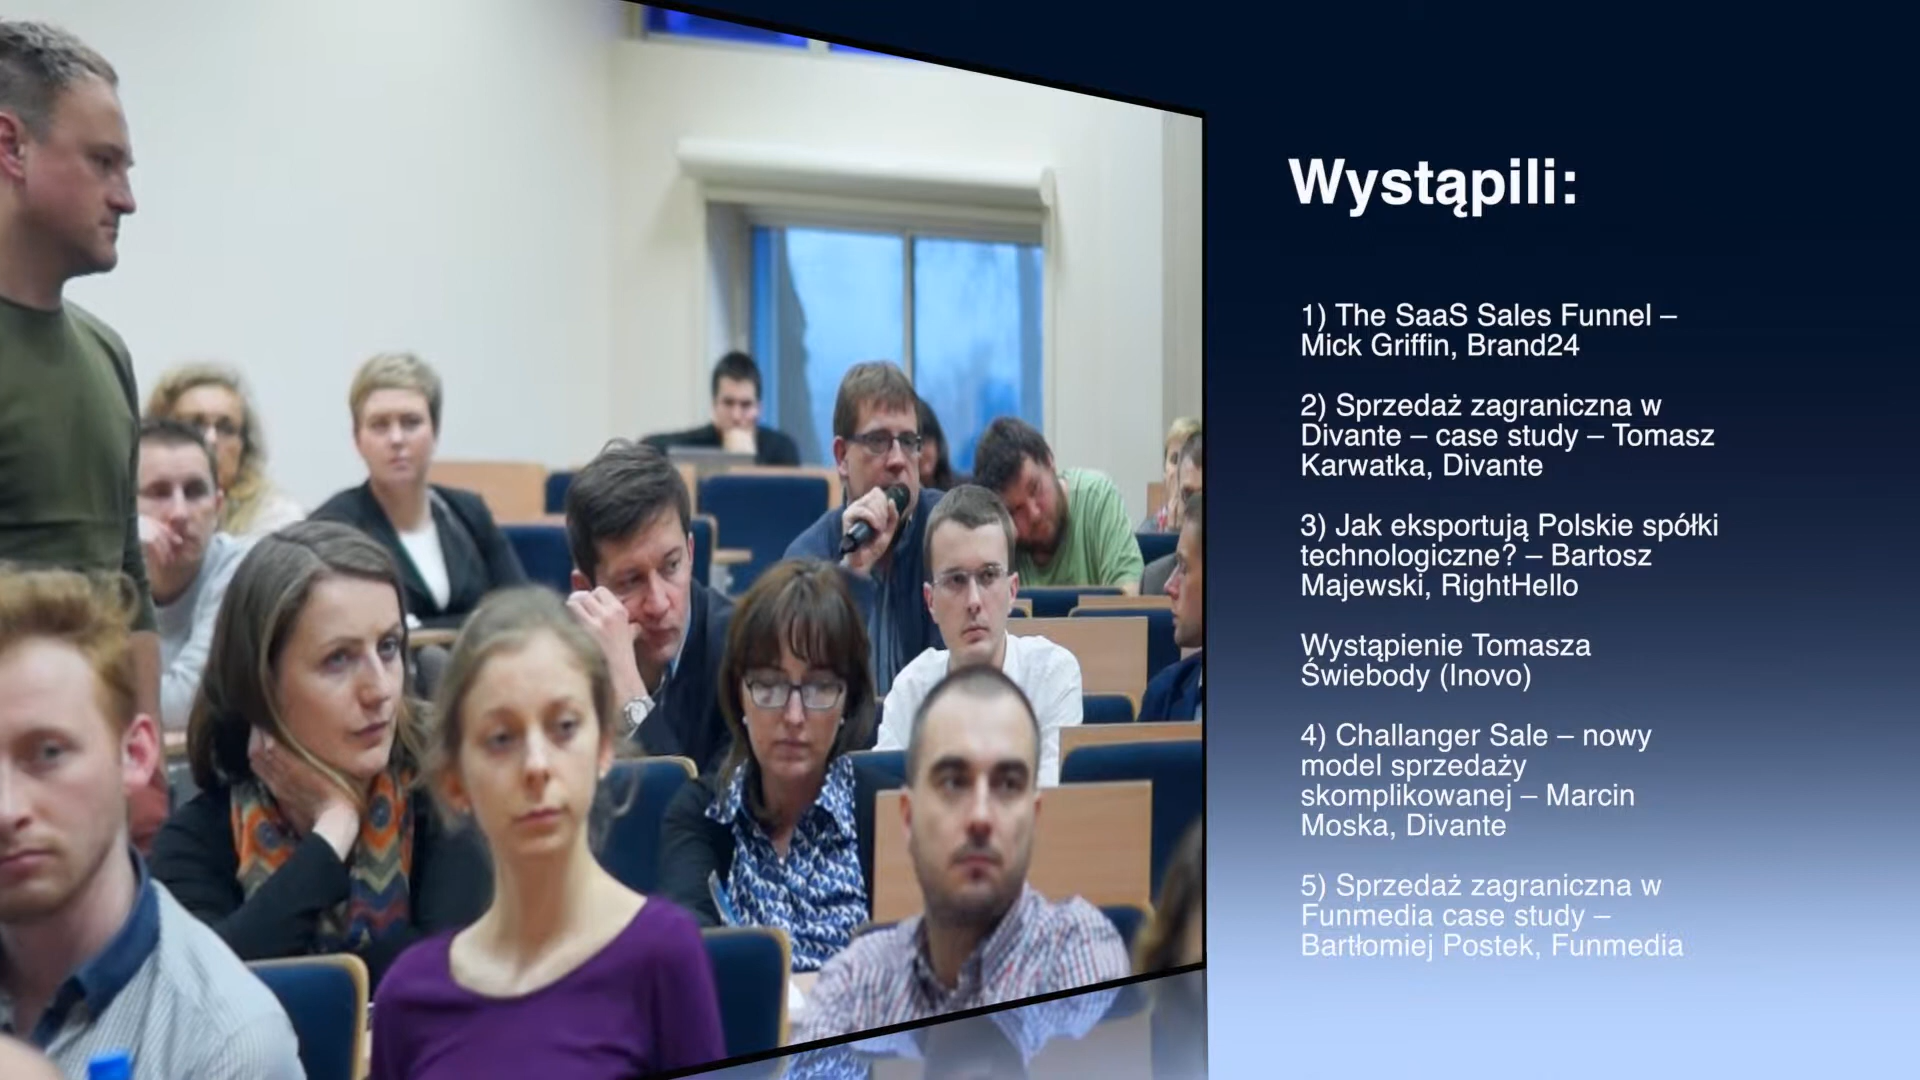 Wystąpili:
1) The SaaS Sales Funnel –
Mick Griffin, Brand24
2) Sprzedaż zagraniczna w
Divante – case study – Tomasz
Karwatka, Divante
3) Jak eksportują Polskie spółki
technologiczne? – Bartosz
Majewski, RightHello
Wystąpienie Tomasza
Świebody (Inovo)
4) Challanger Sale – nowy
model sprzedaży
skomplikowanej – Marcin
Moska, Divante
5) Sprzedaż zagraniczna w
Funmedia case study –
Bartłomiej Postek, Funmedia